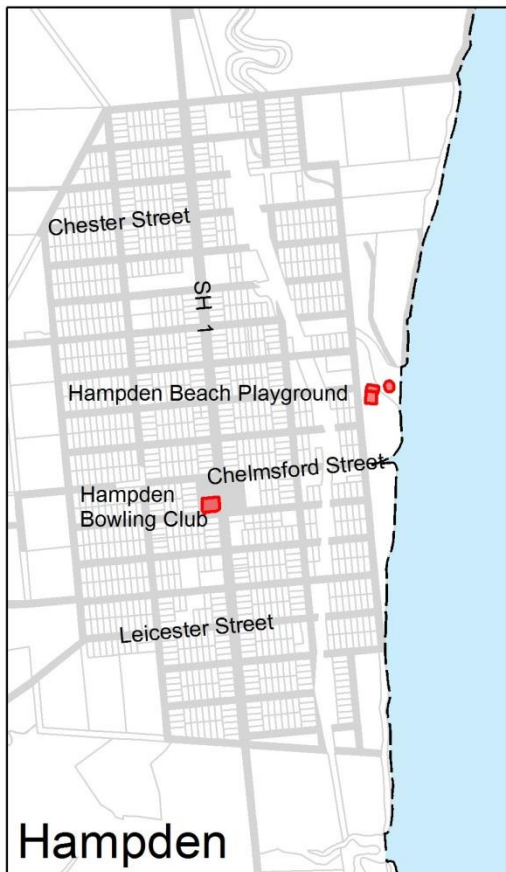 Chester Street
SH 1
Hampden Beach Playground
Chelmsford Street
Hampden
Bowling Club
Leicester Street
Hampden